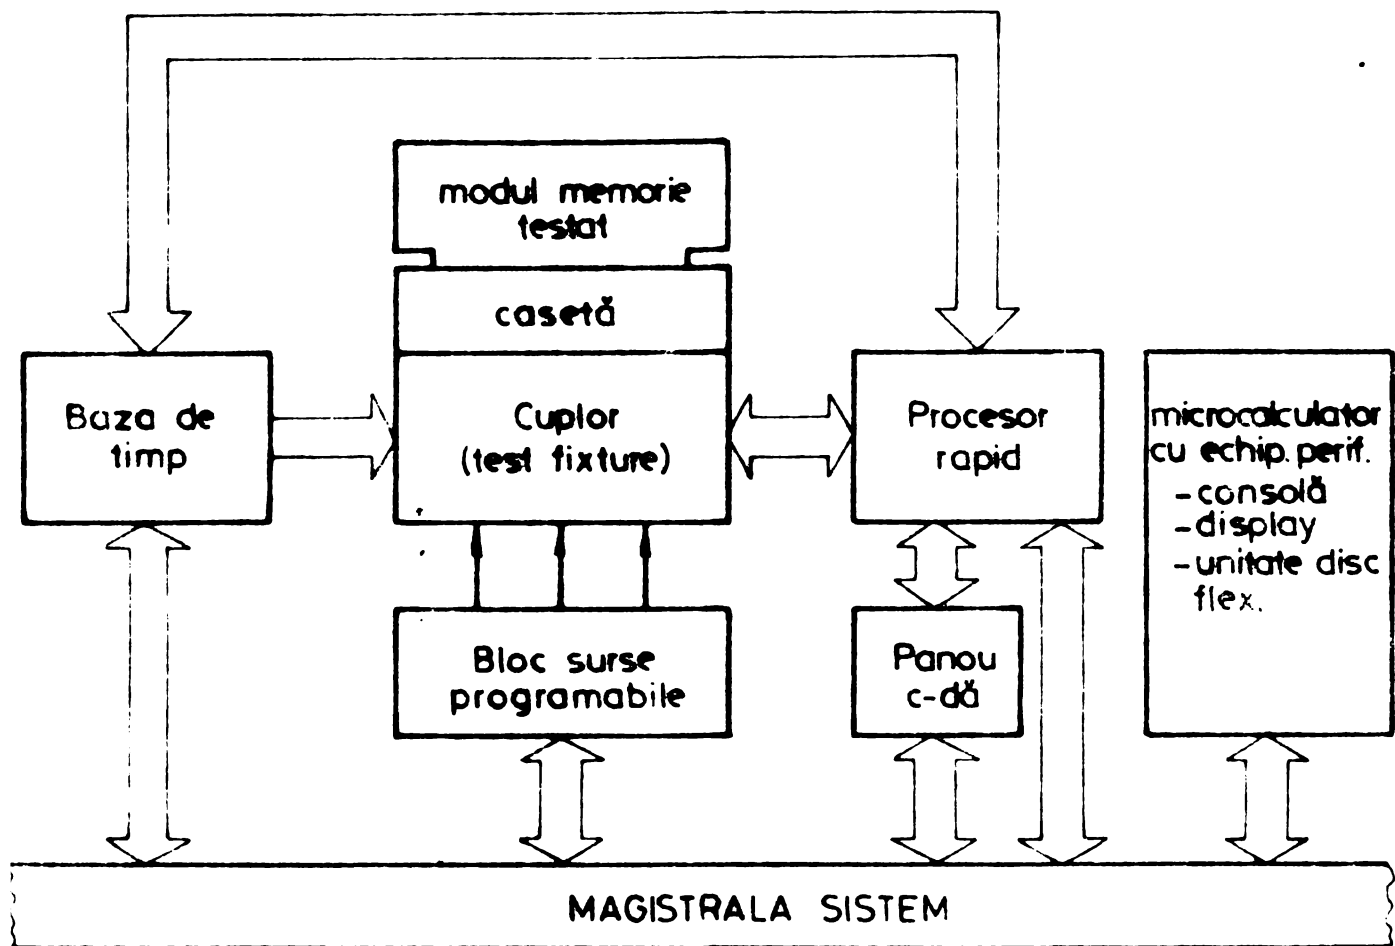 modul memorie
testat
casetă
Baza de
timp
Cuplor
(test fixture)
Procesor
rapid
microcalculator
cu echip. perif.
- consolă
- display
- unitate disc
flex.
Bloc surse
programabile
Panou
c-dă
MAGISTRALA SISTEM